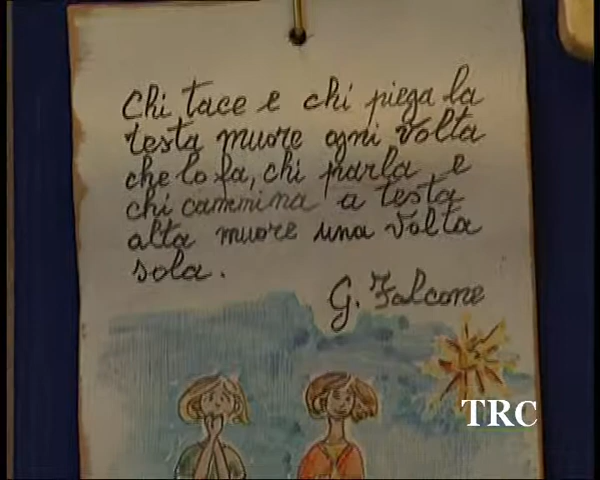 Chi tace e chi piega la
testa muore ogni volta
che lo fa, chi parla e
chi cammina a testa
alta muore una volta
sola.
G. Falcone
TRC